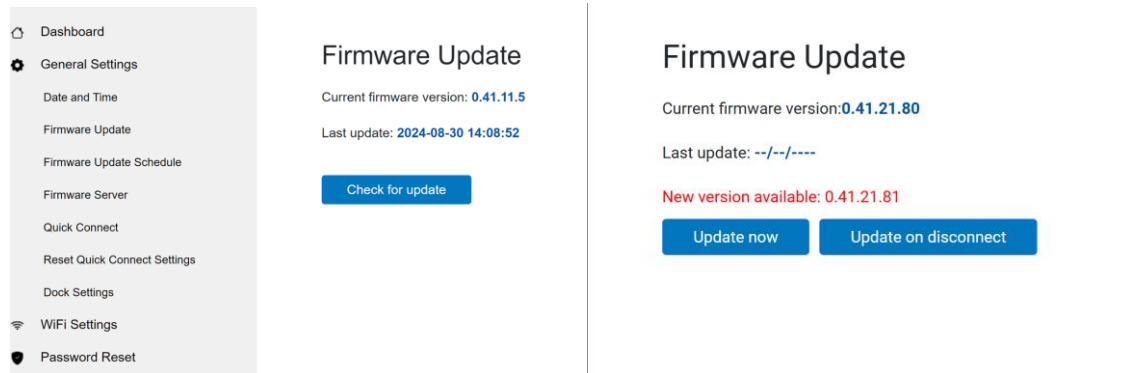 Dashboard
General Settings
Date and Time
Firmware Update
Firmware Update Schedule
Firmware Server
Quick Connect
Reset Quick Connect Settings
Dock Settings
WiFi Settings
Password Reset
Firmware Update
Current firmware version: 0.41.11.5
Last update: 2024-08-30 14:08:52
Check for update
Firmware Update
Current firmware version:0.41.21.80
Last update: --/--/----
New version available: 0.41.21.81
Update now
Update on disconnect